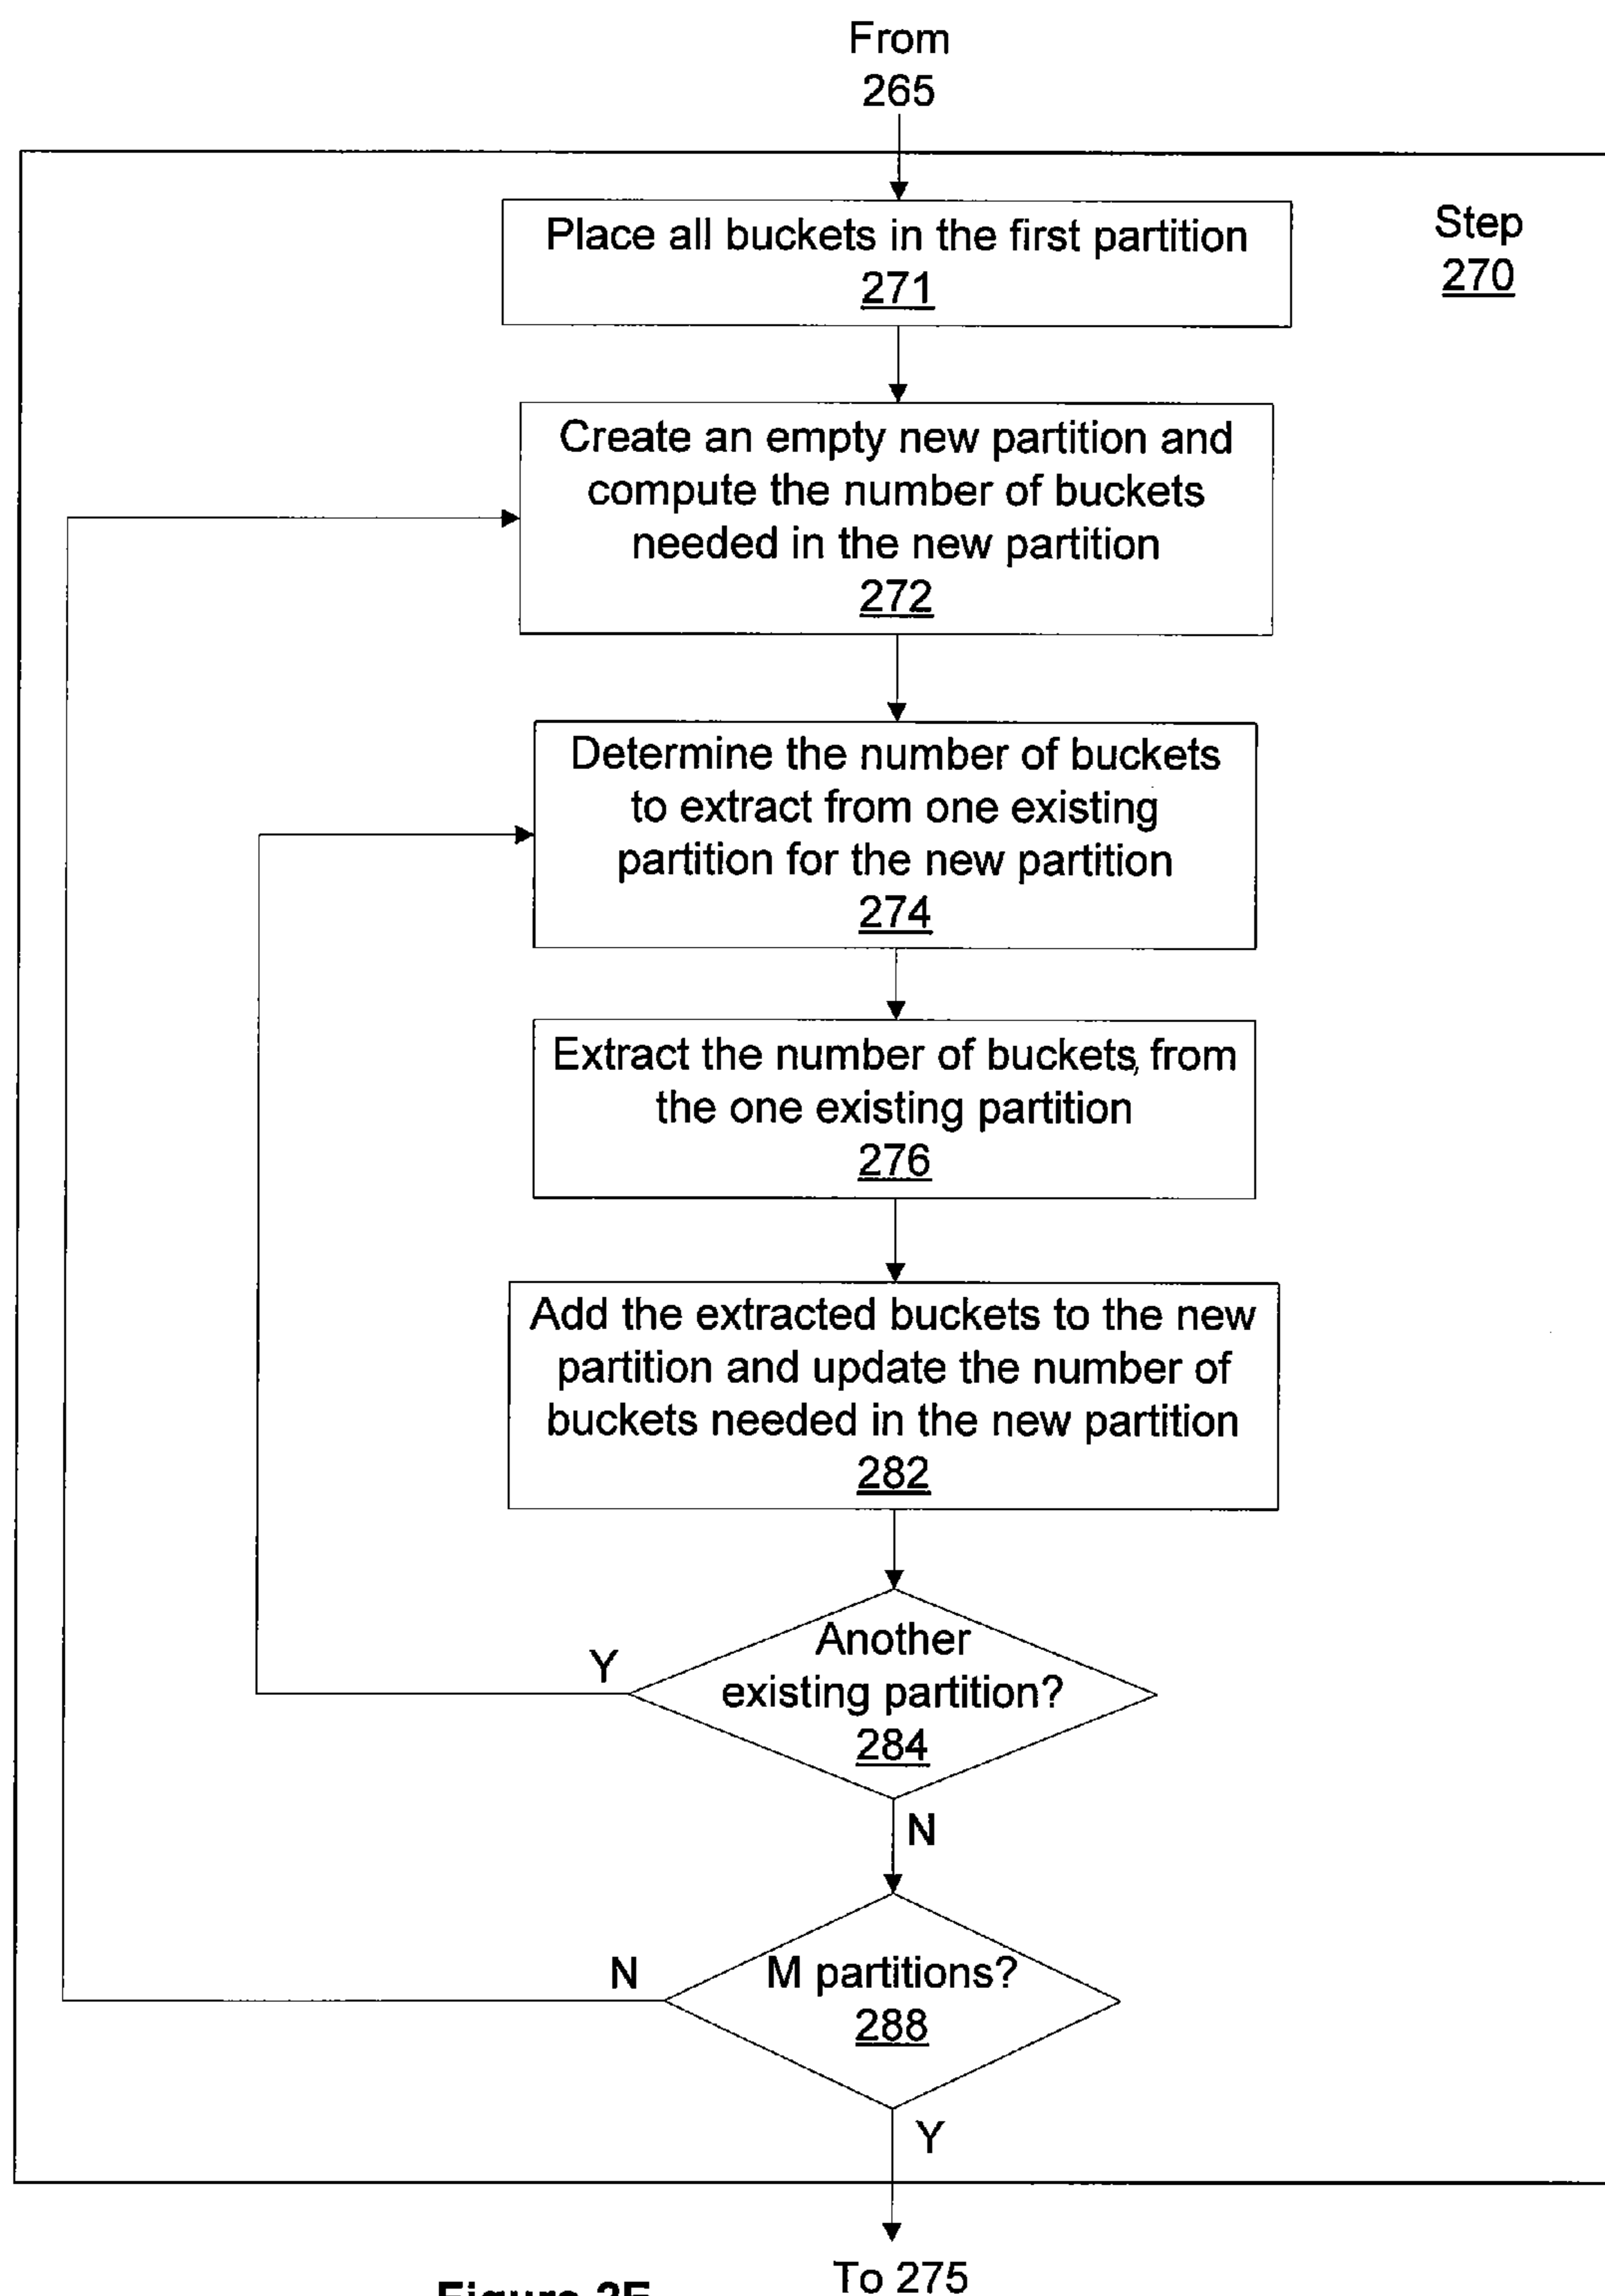 From
265
Step
270
Place all buckets in the first partition
271
Create an empty new partition and
compute the number of buckets
needed in the new partition
272
Determine the number of buckets
to extract from one existing
partition for the new partition
274
Extract the number of buckets, from
the one existing partition
276
Add the extracted buckets to the new
partition and update the number of
buckets needed in the new partition
282
Another
existing partition?
284
Y
N
M partitions?
288
N
Y
To 275